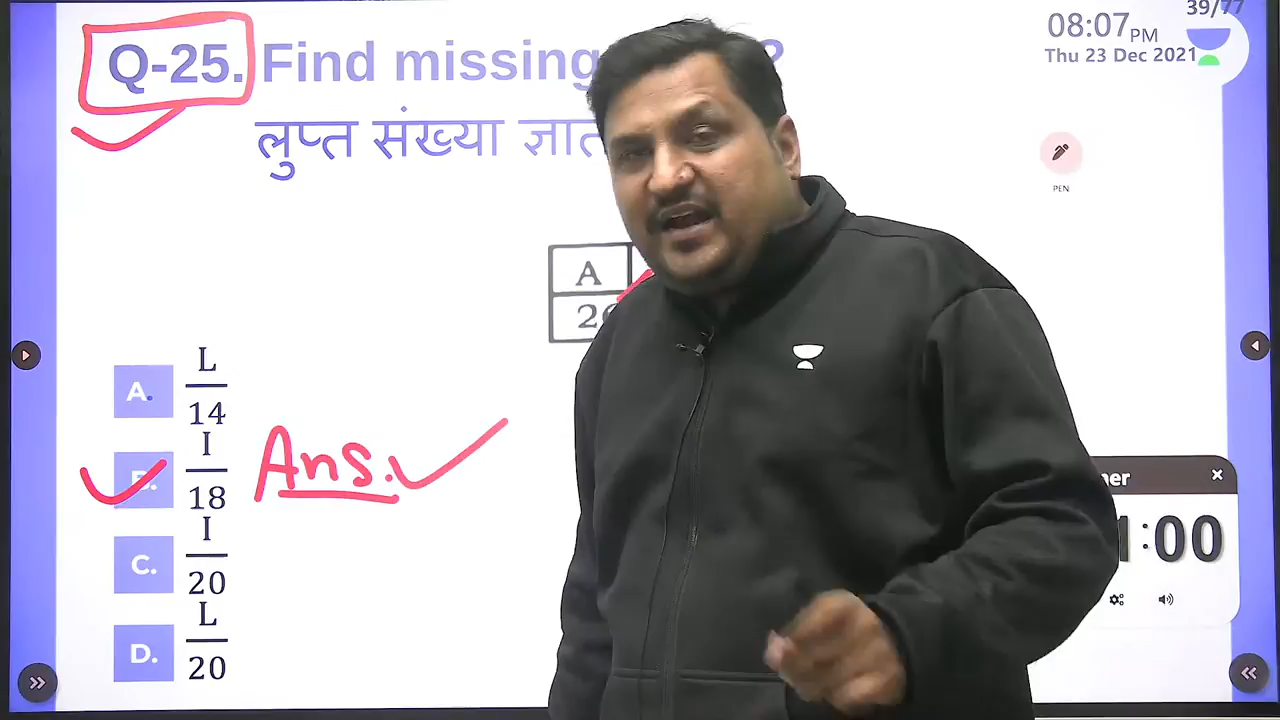 39/77
08:07 PM
Thu 23 Dec 2021
Q-25. Find missing ?
लुप्त संख्या
PEN
A
A. L
14
B. I
18
Ans.
C. I
20
D. L
20
:00